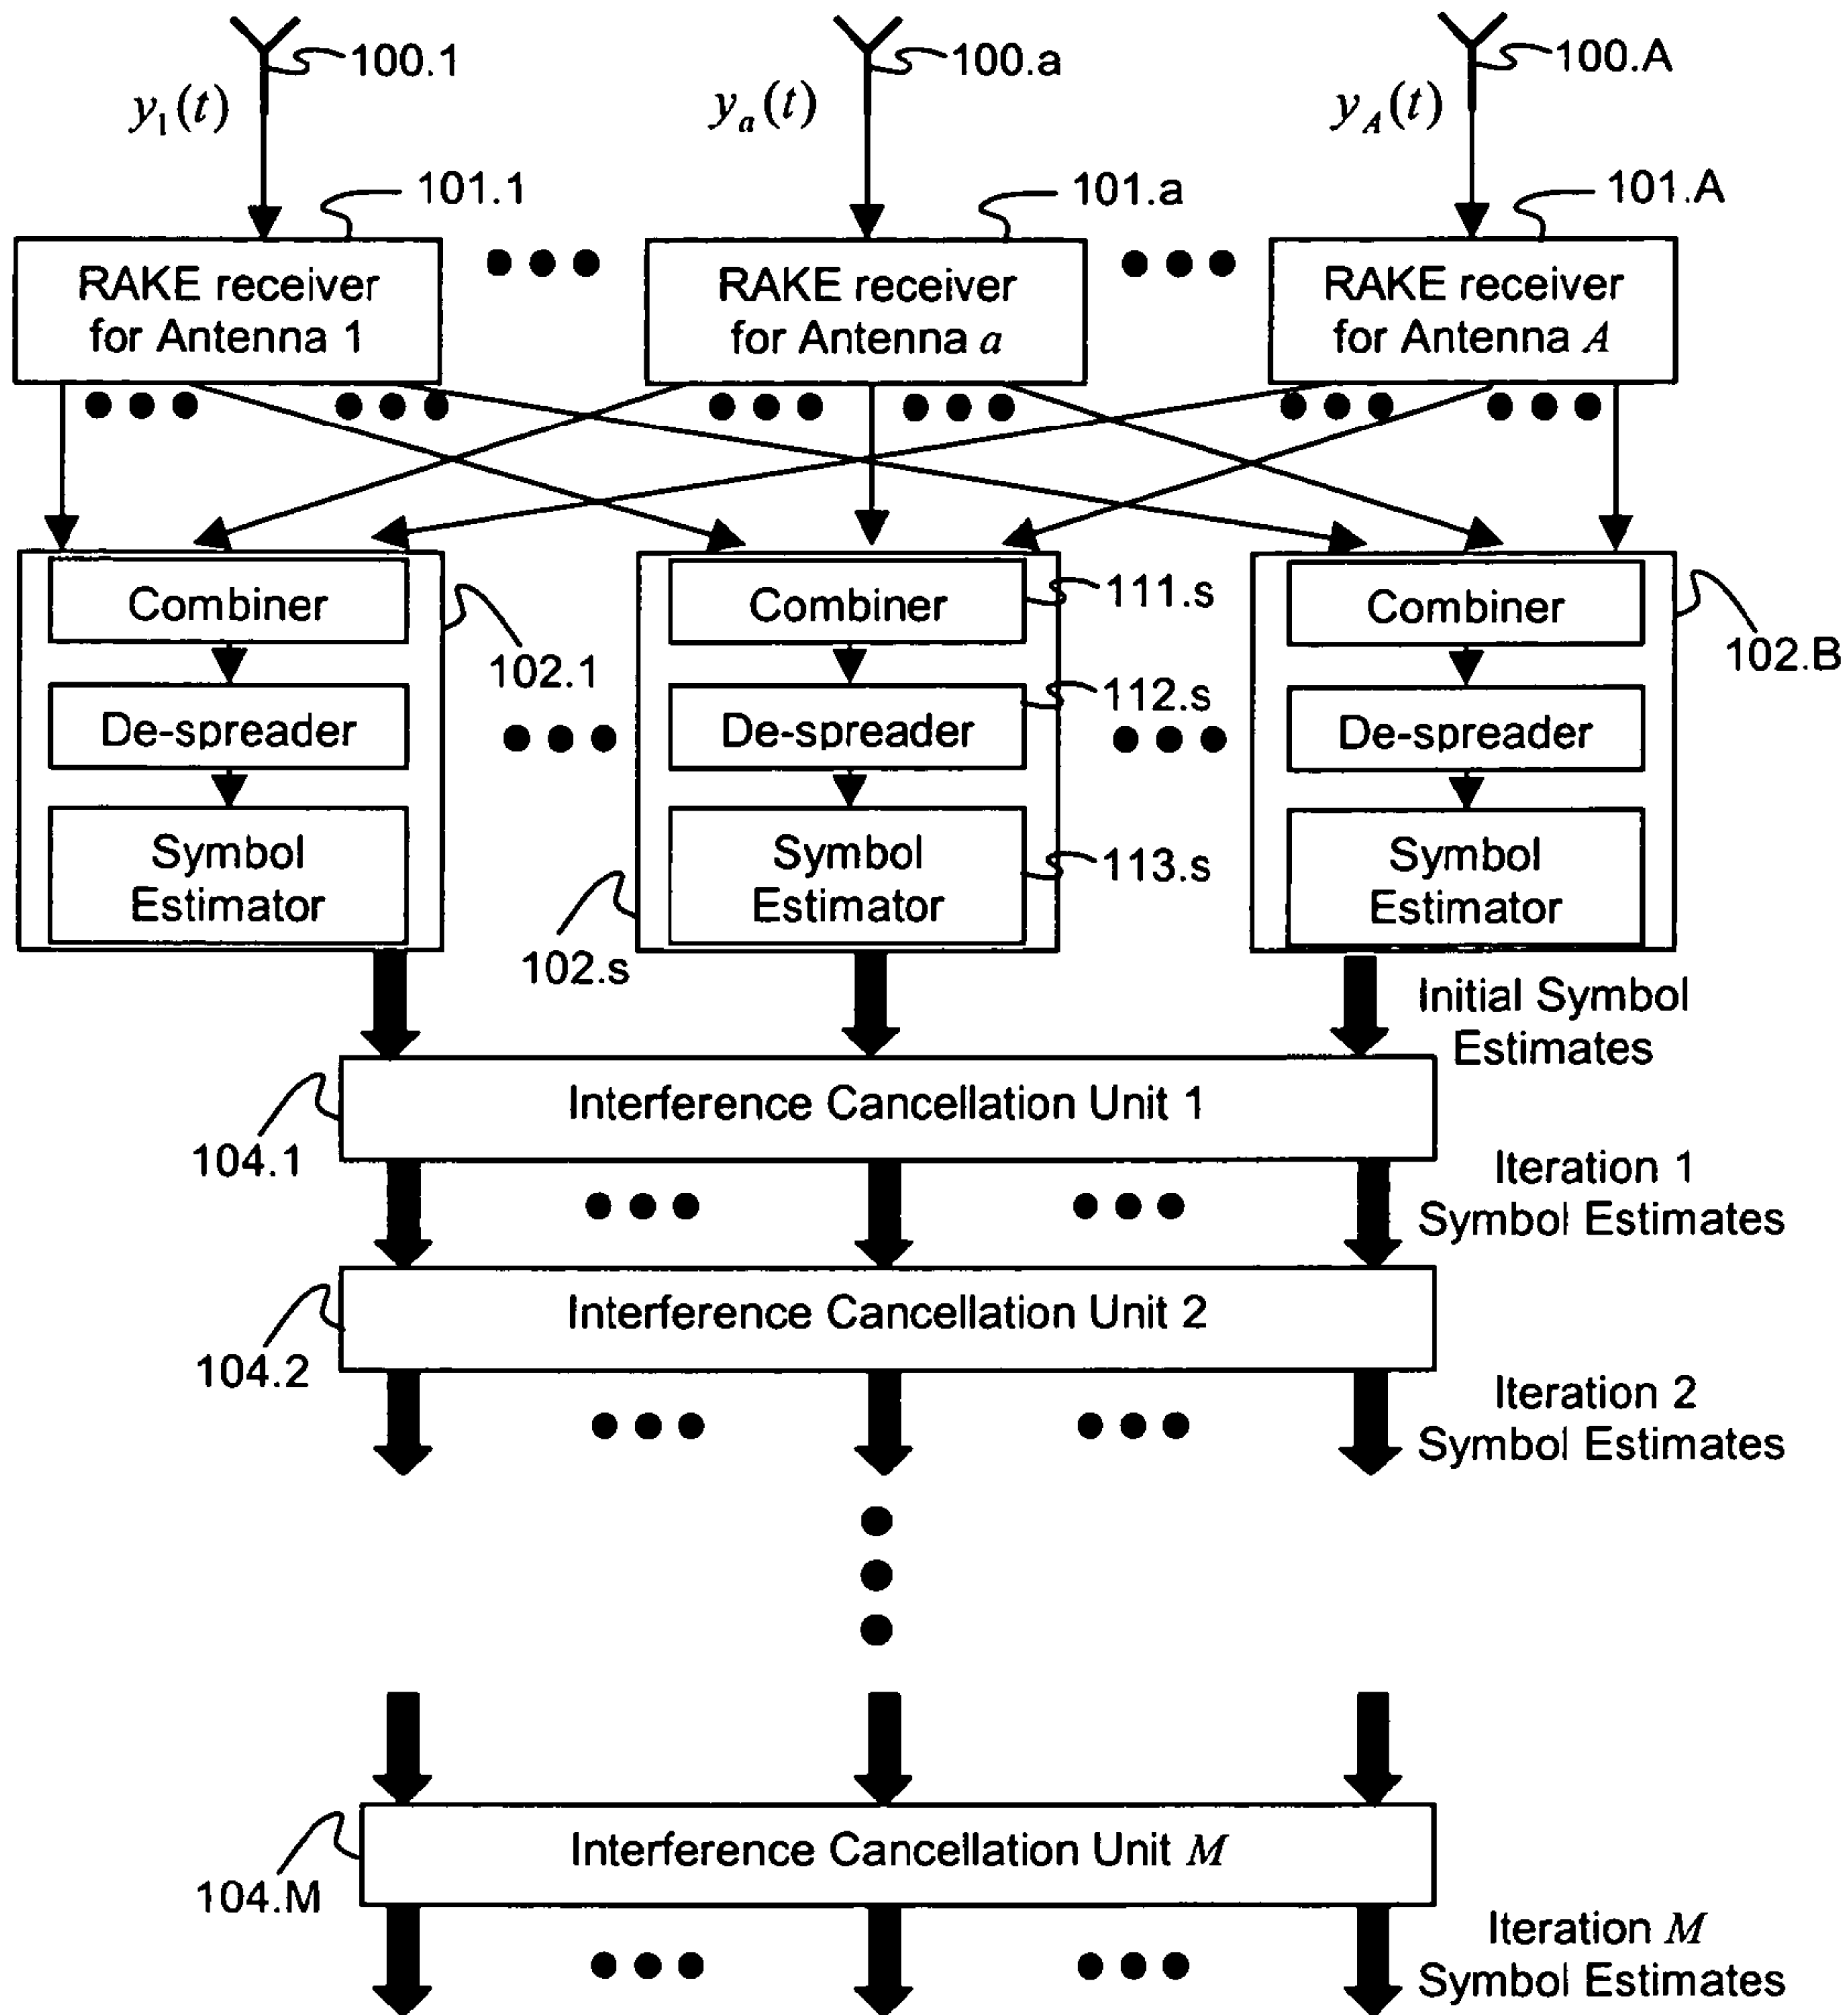 100.1
100.a
100.A
y₁(t)
yₐ(t)
y_A(t)
101.1
101.a
101.A
RAKE receiver
for Antenna 1
RAKE receiver
for Antenna a
RAKE receiver
for Antenna A
Combiner
De-spreader
Symbol
Estimator
102.1
Combiner
De-spreader
Symbol
Estimator
111.s
112.s
113.s
102.s
Combiner
De-spreader
Symbol
Estimator
102.B
Initial Symbol
Estimates
Interference Cancellation Unit 1
104.1
Iteration 1
Symbol Estimates
Interference Cancellation Unit 2
104.2
Iteration 2
Symbol Estimates
Interference Cancellation Unit M
104.M
Iteration M
Symbol Estimates